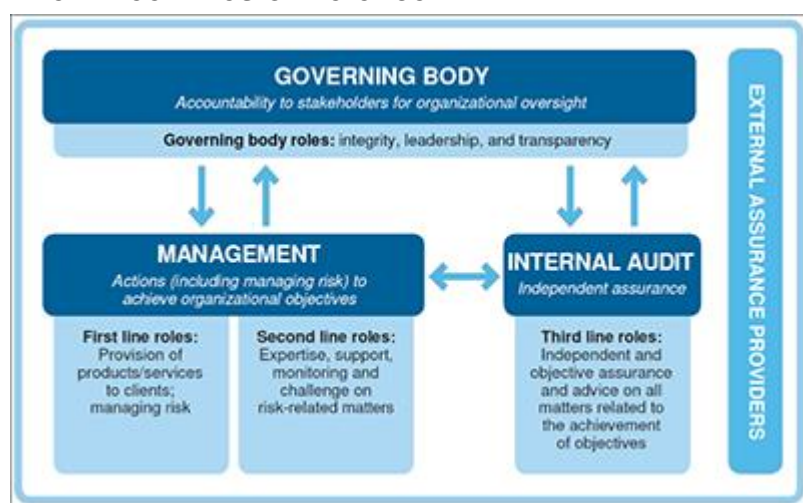 GOVERNING BODY
Accountability to stakeholders for organizational oversight
Governing body roles: integrity, leadership, and transparency
MANAGEMENT
Actions (including managing risk) to
achieve organizational objectives
First line roles:
Provision of
products/services
to clients;
managing risk
Second line roles:
Expertise, support,
monitoring and
challenge on
risk-related matters
INTERNAL AUDIT
Independent assurance
Third line roles:
Independent and
objective assurance
and advice on all
matters related to
the achievement
of objectives
EXTERNAL ASSURANCE PROVIDERS